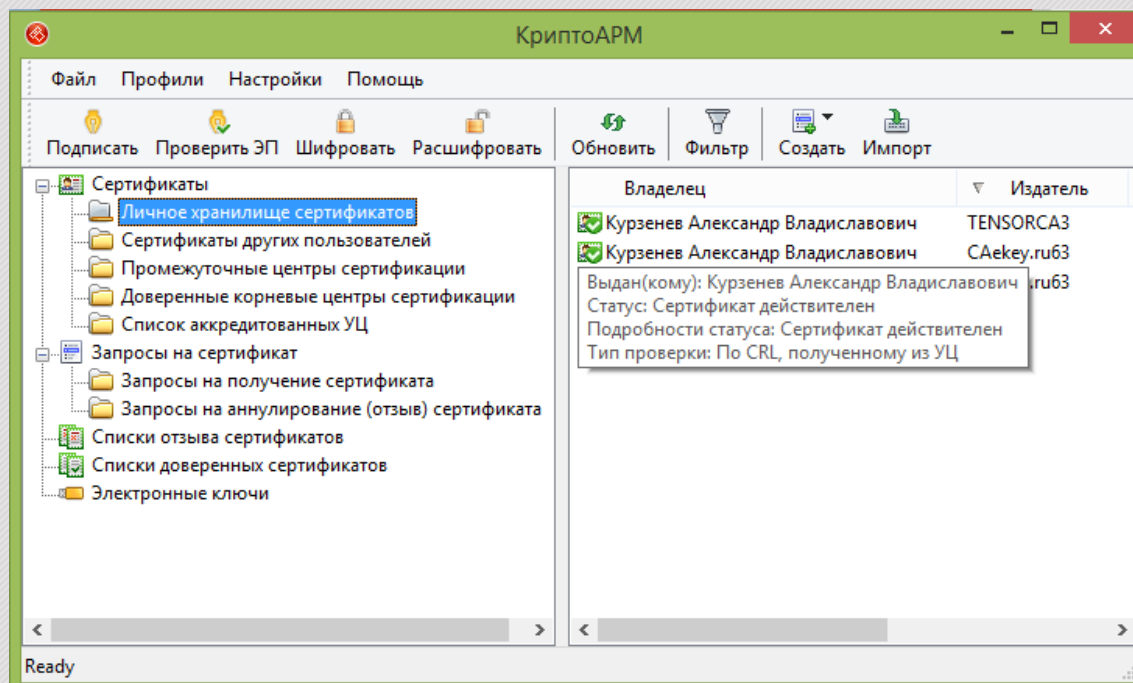 КриптоАРМ
Файл Профили Настройки Помощь
Подписать Проверить ЭП Шифровать Расшифровать Обновить Фильтр Создать Импорт
Сертификаты
Личное хранилище сертификатов
Сертификаты других пользователей
Промежуточные центры сертификации
Доверенные корневые центры сертификации
Список аккредитованных УЦ
Запросы на сертификат
Запросы на получение сертификата
Запросы на аннулирование (отзыв) сертификата
Списки отзыва сертификатов
Списки доверенных сертификатов
Электронные ключи
Владелец Издатель
Курзенев Александр Владиславович TENSORCA3
Курзенев Александр Владиславович CAekey.ru63
.ru63
Выдан(кому): Курзенев Александр Владиславович
Статус: Сертификат действителен
Подробности статуса: Сертификат действителен
Тип проверки: По CRL, полученному из УЦ
Ready